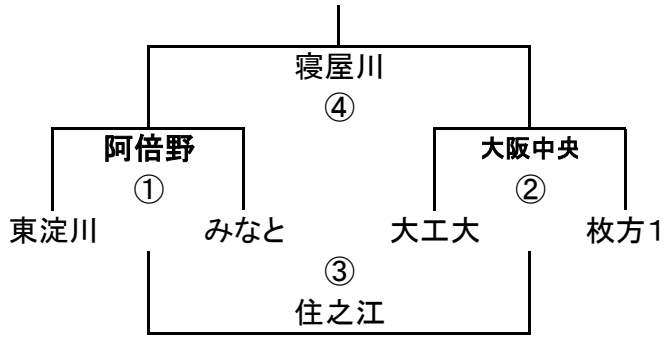 寝屋川
④
阿倍野
大阪中央
①
②
東淀川
みなと
大工大
枚方1
③
住之江